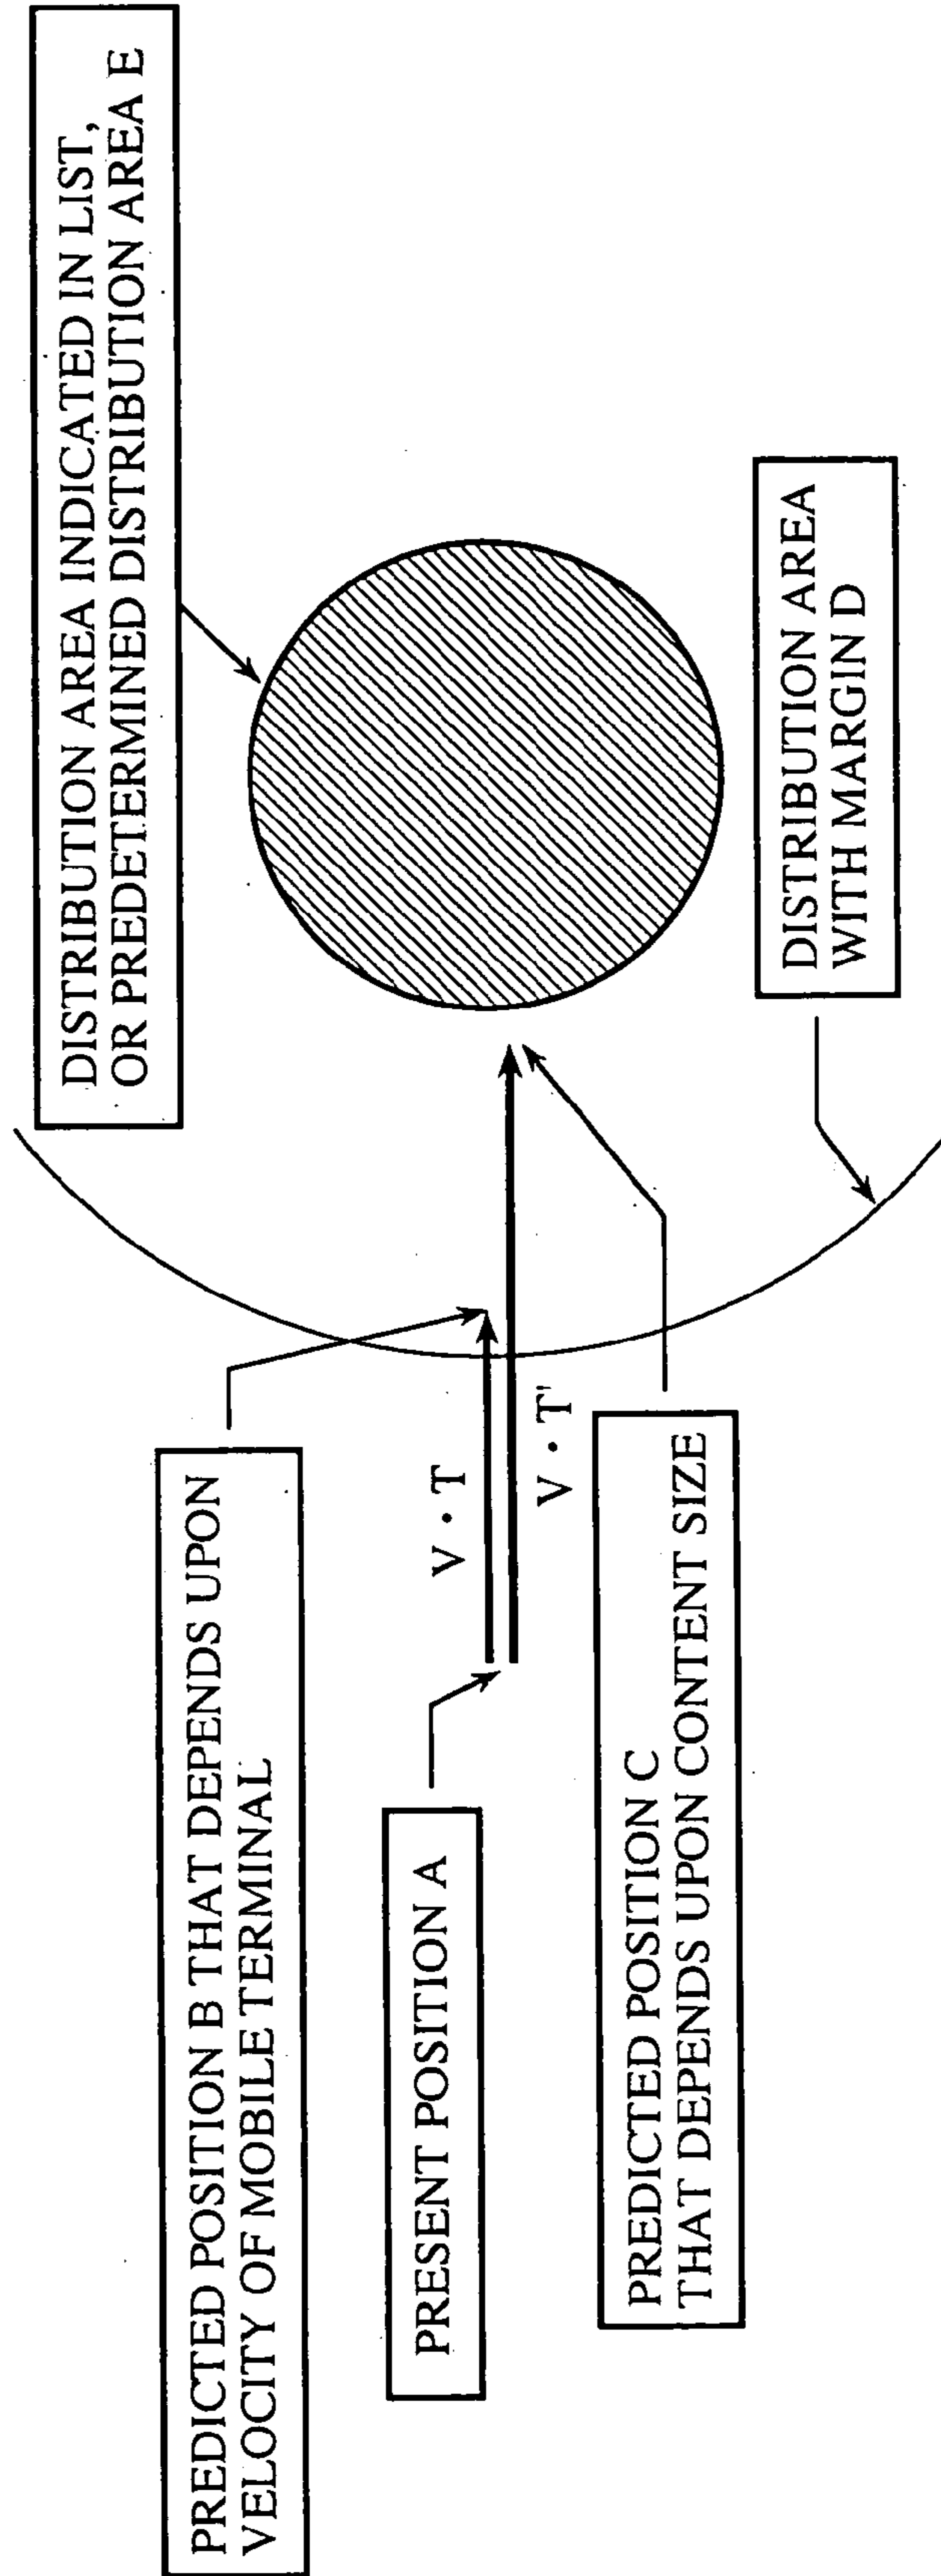 PREDICTED POSITION B THAT DEPENDS UPON
VELOCITY OF MOBILE TERMINAL
DISTRIBUTION AREA INDICATED IN LIST,
OR PREDETERMINED DISTRIBUTION AREA E
PRESENT POSITION A
V · T
V · T'
PREDICTED POSITION C
THAT DEPENDS UPON CONTENT SIZE
DISTRIBUTION AREA
WITH MARGIN D